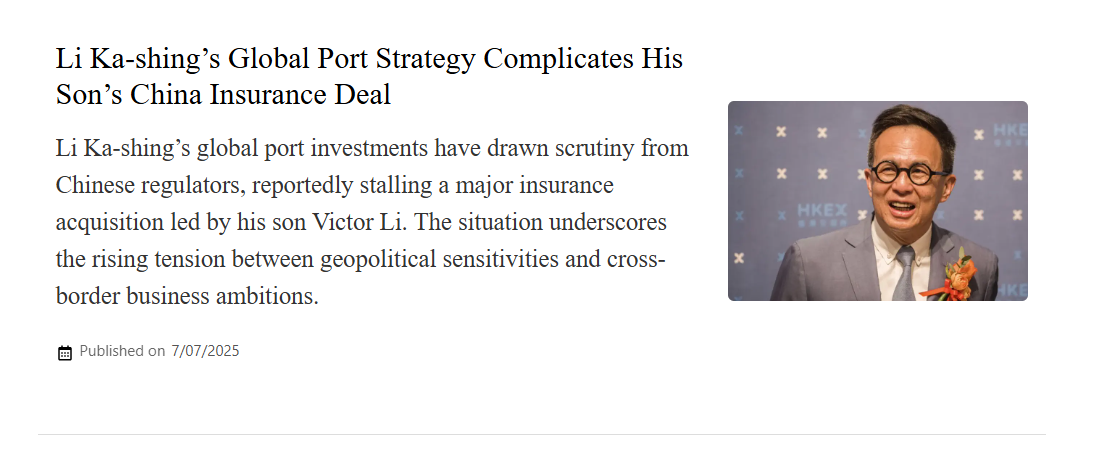 Li Ka-shing’s Global Port Strategy Complicates His
Son’s China Insurance Deal
Li Ka-shing’s global port investments have drawn scrutiny from
Chinese regulators, reportedly stalling a major insurance
acquisition led by his son Victor Li. The situation underscores
the rising tension between geopolitical sensitivities and cross-
border business ambitions.
Published on 7/07/2025
HKEX
HKEX
HKE